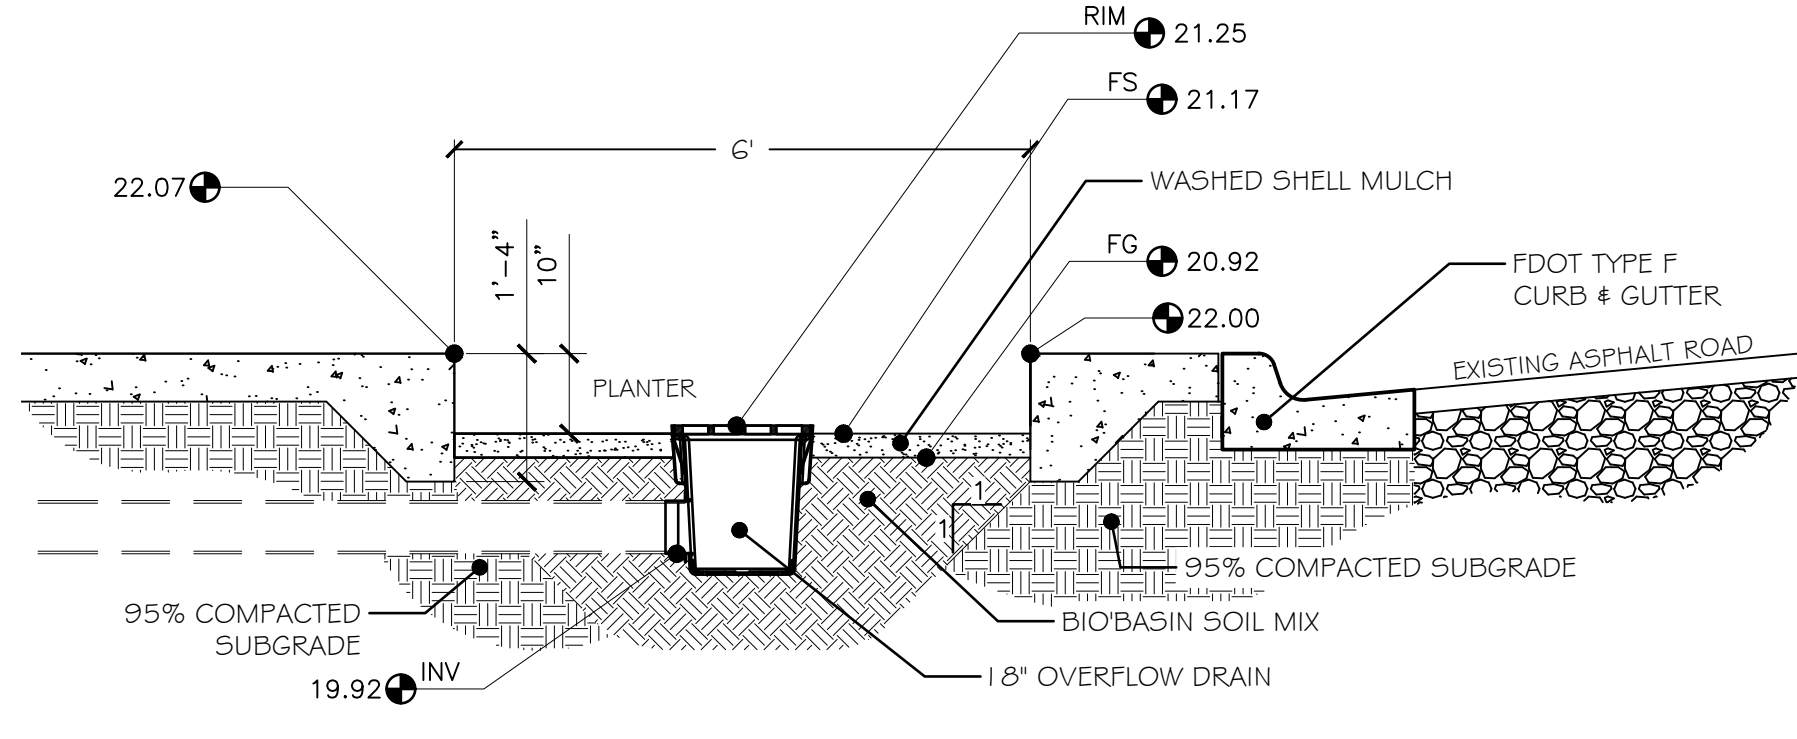 RIM
21.25
FS
21.17
6'
22.07
WASHED SHELL MULCH
1'-4"
10"
FG
20.92
FDOT TYPE F
CURB & GUTTER
22.00
EXISTING ASPHALT ROAD
PLANTER
1
1
95% COMPACTED SUBGRADE
95% COMPACTED
SUBGRADE
BIO'BASIN SOIL MIX
INV
19.92
18" OVERFLOW DRAIN